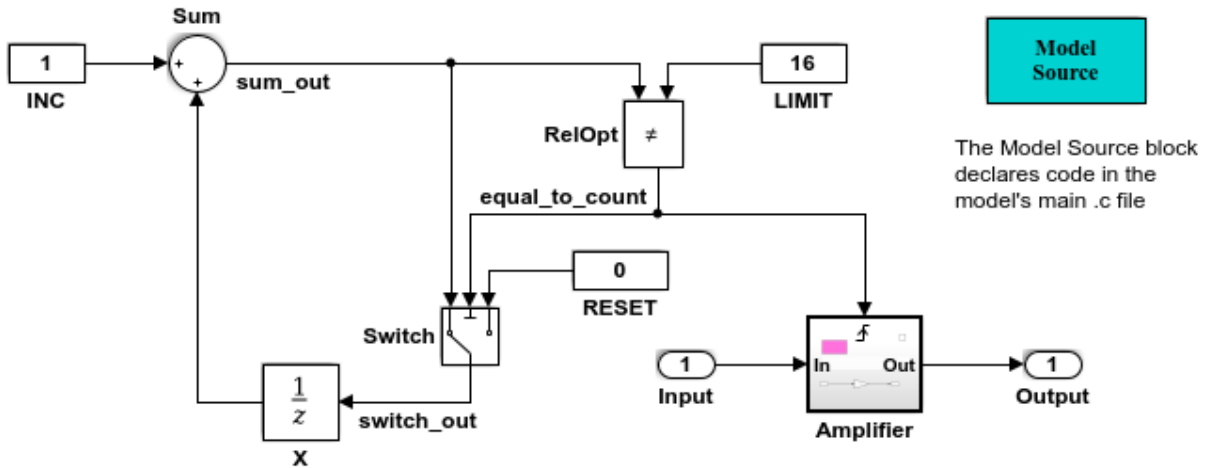 Sum
1
INC
+
+
sum_out
16
LIMIT
Model
Source
RelOpt
≠
The Model Source block
declares code in the
model's main .c file
equal_to_count
0
RESET
Switch
1
z
X
switch_out
1
Input
In
Out
Amplifier
1
Output